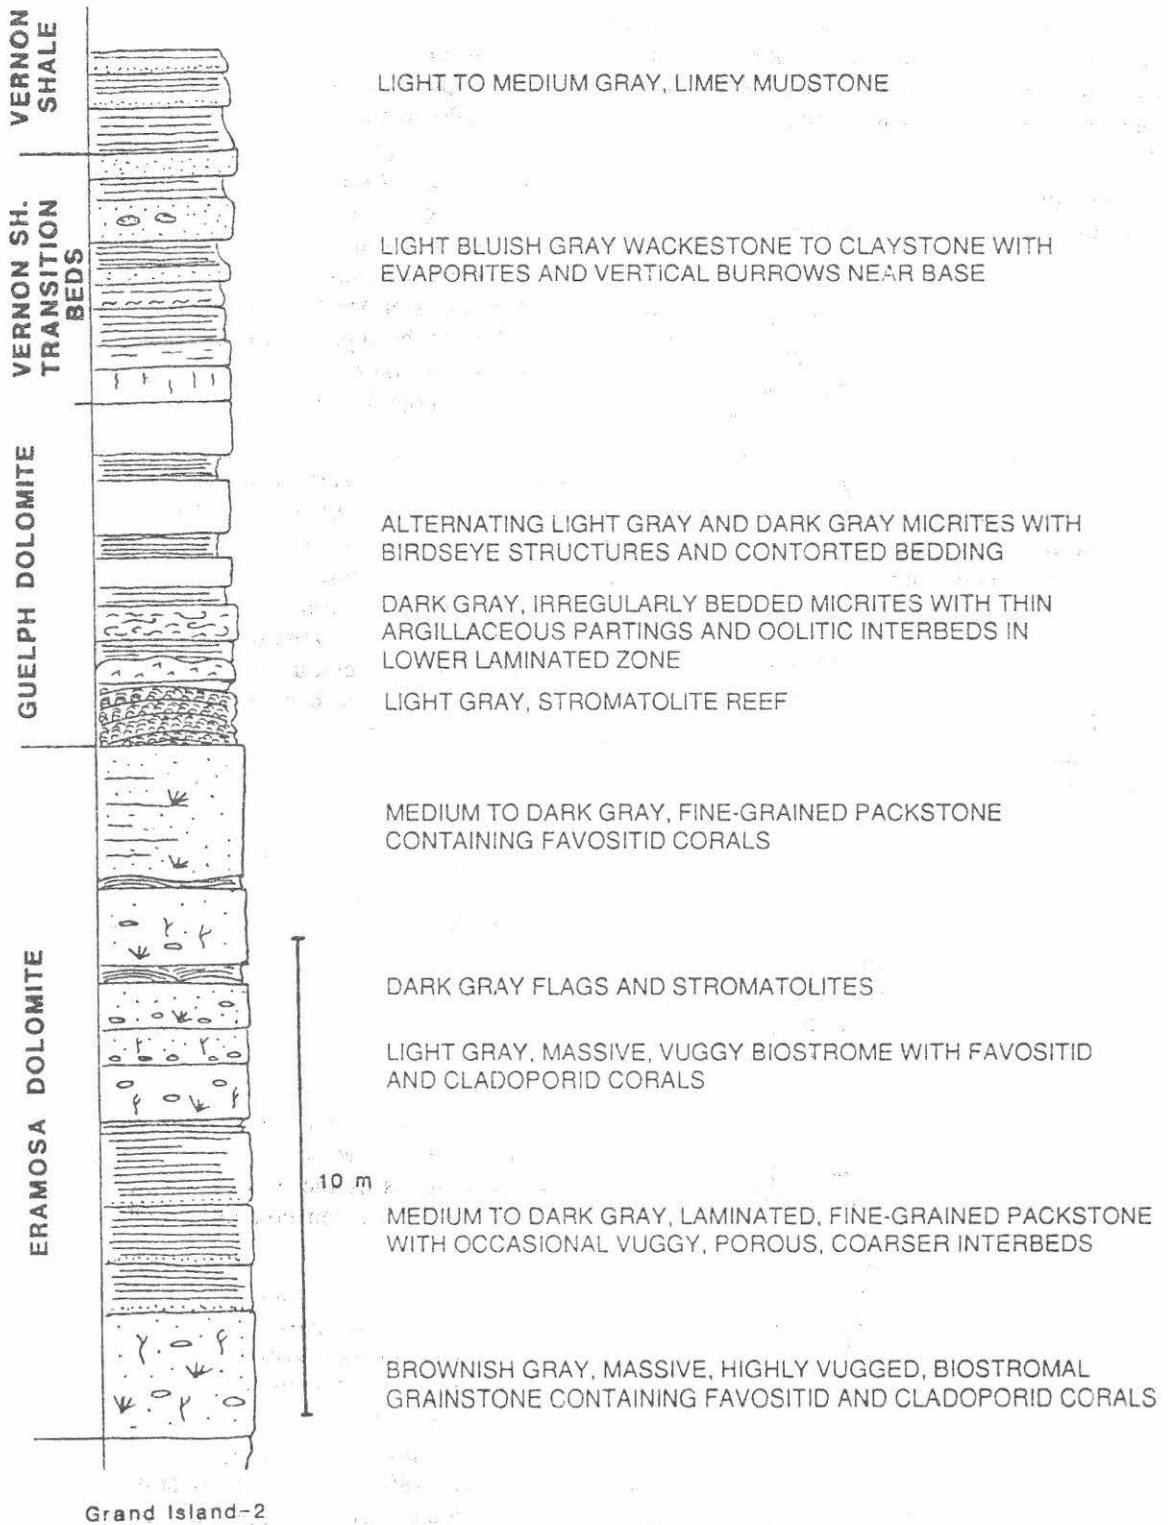 VERNON
SHALE
LIGHT TO MEDIUM GRAY, LIMEY MUDSTONE
VERNON SH.
TRANSITION
BEDS
LIGHT BLUISH GRAY WACKESTONE TO CLAYSTONE WITH
EVAPORITES AND VERTICAL BURROWS NEAR BASE
GUELPH DOLOMITE
ALTERNATING LIGHT GRAY AND DARK GRAY MICRITES WITH
BIRDSEYE STRUCTURES AND CONTORTED BEDDING
DARK GRAY, IRREGULARLY BEDDED MICRITES WITH THIN
ARGILLACEOUS PARTINGS AND OOLITIC INTERBEDS IN
LOWER LAMINATED ZONE
LIGHT GRAY, STROMATOLITE REEF
ERAMOSA DOLOMITE
MEDIUM TO DARK GRAY, FINE-GRAINED PACKSTONE
CONTAINING FAVOSITID CORALS
DARK GRAY FLAGS AND STROMATOLITES
LIGHT GRAY, MASSIVE, VUGGY BIOSTROME WITH FAVOSITID
AND CLADOPORID CORALS
10 m
MEDIUM TO DARK GRAY, LAMINATED, FINE-GRAINED PACKSTONE
WITH OCCASIONAL VUGGY, POROUS, COARSER INTERBEDS
BROWNISH GRAY, MASSIVE, HIGHLY VUGGED, BIOSTROMAL
GRAINSTONE CONTAINING FAVOSITID AND CLADOPORID CORALS
Grand Island-2